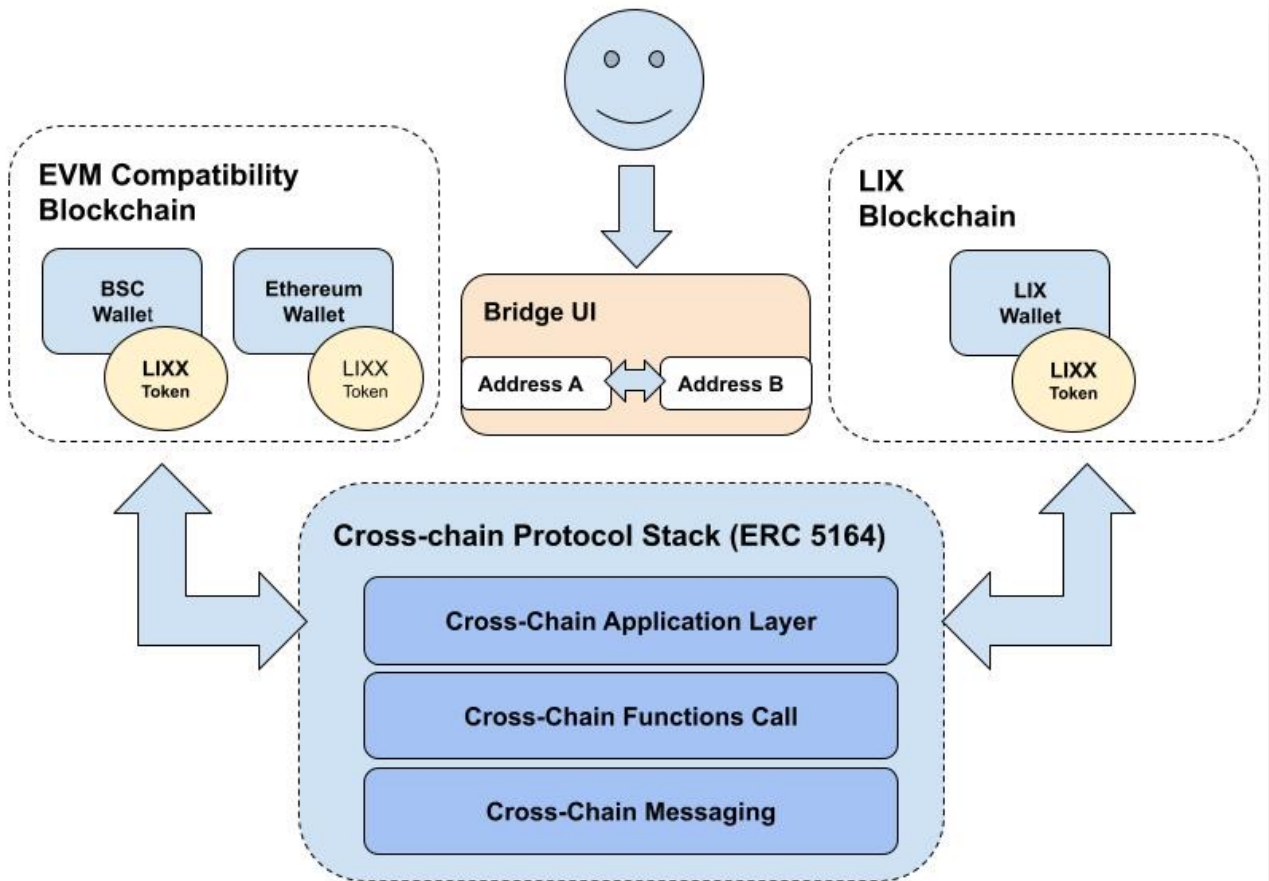 EVM Compatibility
Blockchain
BSC
Wallet
LIXX
Token
Ethereum
Wallet
LIXX
Token
Bridge UI
Address A
Address B
LIX
Blockchain
LIX
Wallet
LIXX
Token
Cross-chain Protocol Stack (ERC 5164)
Cross-Chain Application Layer
Cross-Chain Functions Call
Cross-Chain Messaging